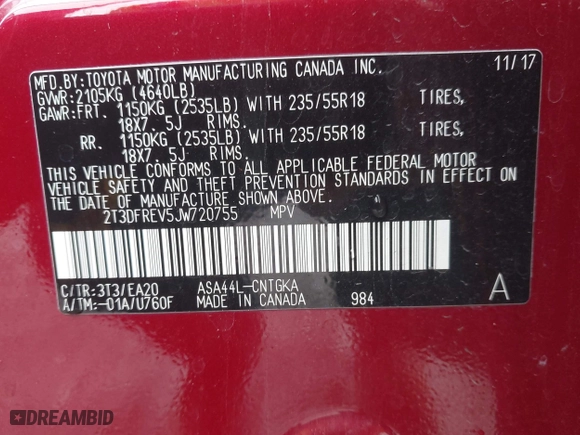 MFD.BY:TOYOTA MOTOR MANUFACTURING CANADA INC. 11/17
GVWR:2105KG (4640LB)
GAWR:FRT. 1150KG (2535LB) WITH 235/55R18 TIRES,
18X7.5J RIMS.
RR. 1150KG (2535LB) WITH 235/55R18 TIRES,
18X7.5J RIMS.
THIS VEHICLE CONFORMS TO ALL APPLICABLE FEDERAL MOTOR
VEHICLE SAFETY AND THEFT PREVENTION STANDARDS IN EFFECT ON
THE DATE OF MANUFACTURE SHOWN ABOVE.
2T3DFREV5JW720755 MPV
C/TR:3T3/EA20 ASA44L-CNTGKA
A/TM:-01A/U760F MADE IN CANADA 984 A
DREAMBID